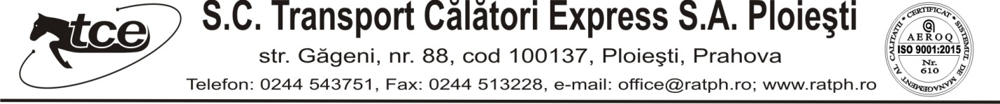 tce
S.C. Transport Călători Express S.A. Ploieşti
str. Găgeni, nr. 88, cod 100137, Ploieşti, Prahova
Telefon: 0244 543751, Fax: 0244 513228, e-mail: office@ratph.ro; www.ratph.ro
CERTIFICAT * SISTEMUL DE MANAGEMENT AL CALITATII *
AEROQ
ISO 9001:2015
Nr.
610